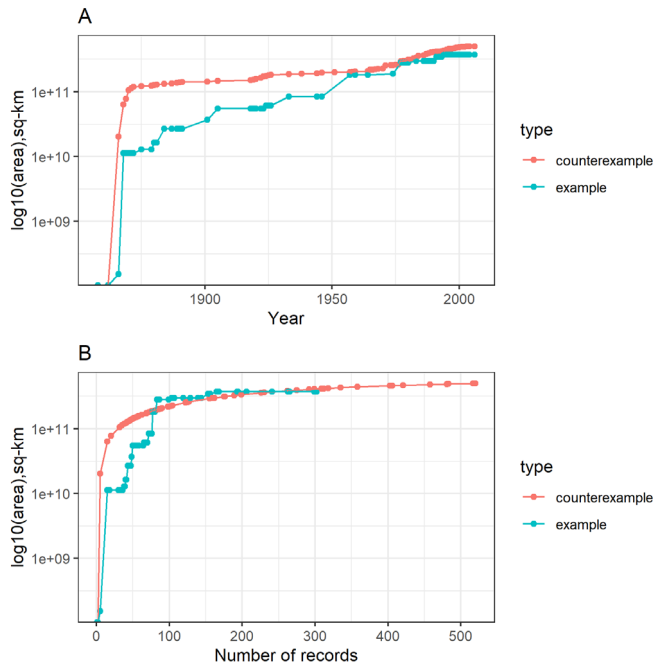 A
log10(area),sq-km
1e+11
1e+10
1e+09
1900
1950
2000
Year
type
counterexample
example
B
log10(area),sq-km
1e+11
1e+10
1e+09
0
100
200
300
400
500
Number of records
type
counterexample
example